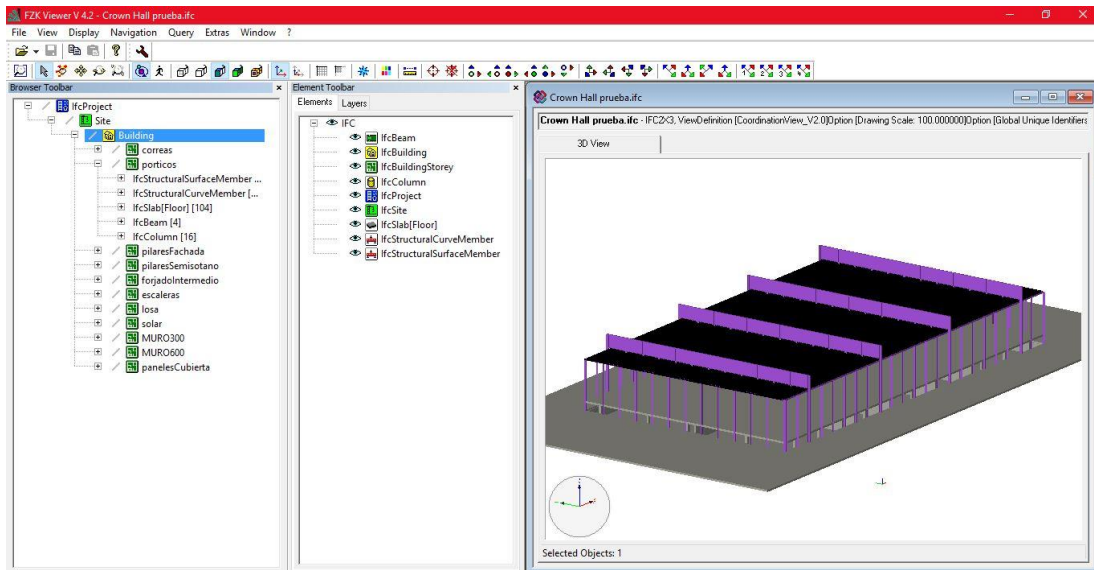 FZK Viewer V 4.2 - Crown Hall prueba.ifc
File View Display Navigation Query Extras Window ?
Browser Toolbar
IfcProject
Site
Building
correas
porticos
IfcStructuralSurfaceMember ...
IfcStructuralCurveMember [...
IfcSlab[Floor] [104]
IfcBeam [4]
IfcColumn [16]
pilaresFachada
pilaresSemisotano
forjadoIntermedio
escaleras
losa
solar
MURO300
MURO600
panelesCubierta
Element Toolbar
Elements Layers
IFC
IfcBeam
IfcBuilding
IfcBuildingStorey
IfcColumn
IfcProject
IfcSite
IfcSlab[Floor]
IfcStructuralCurveMember
IfcStructuralSurfaceMember
Crown Hall prueba.ifc
Crown Hall prueba.ifc - IFC2X3, ViewDefinition [CoordinationView_V2.0]Option [Drawing Scale: 100.000000]Option [Global Unique Identifiers
3D View
Selected Objects: 1